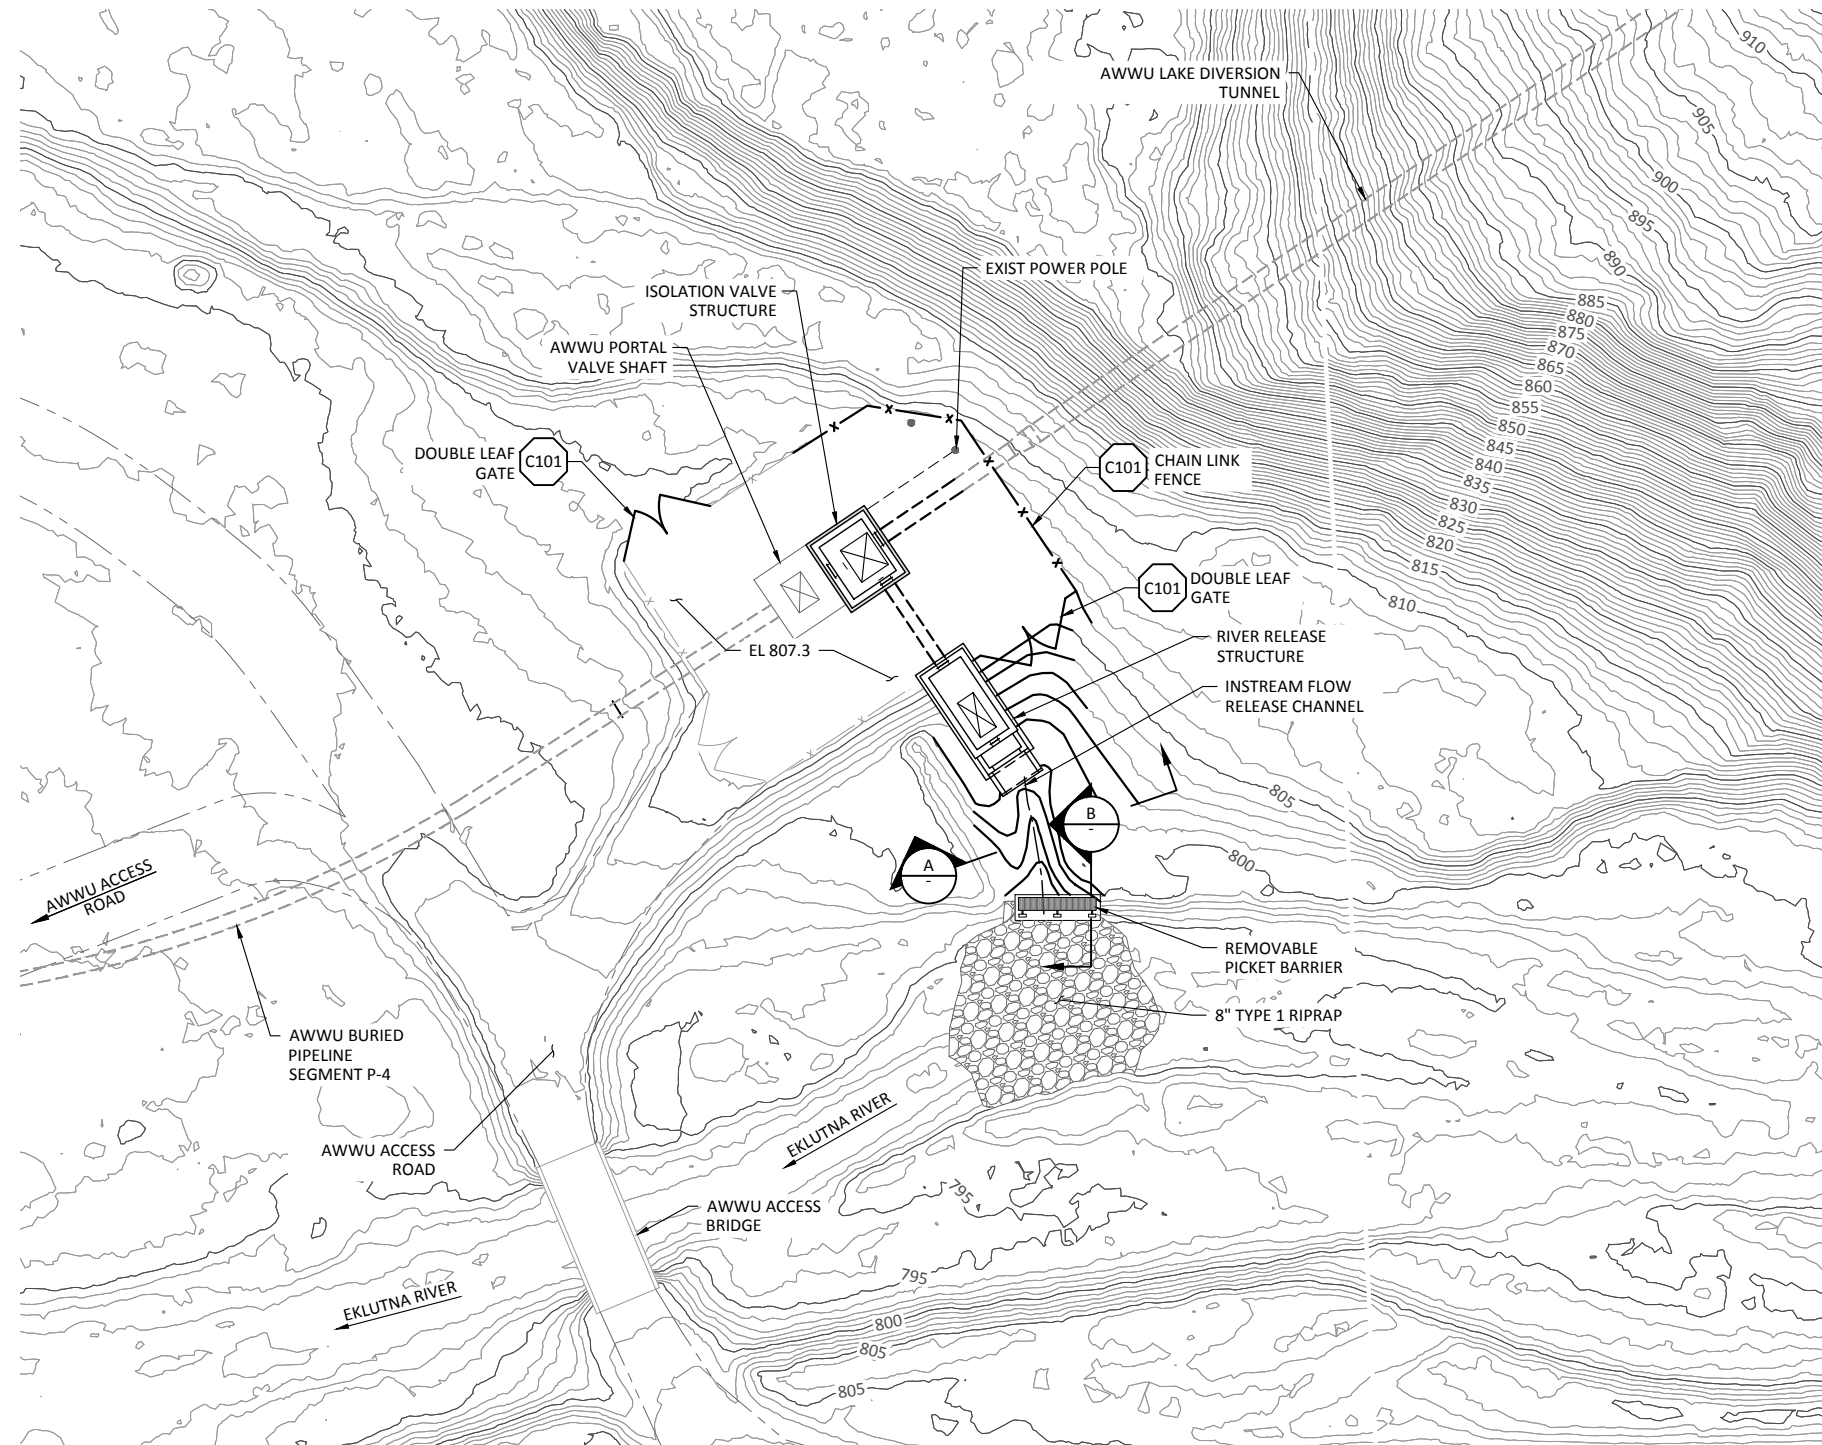 910
AWWU LAKE DIVERSION
TUNNEL
905
900
895
890
EXIST POWER POLE
ISOLATION VALVE
STRUCTURE
885
880
875
870
865
860
855
850
845
840
835
830
825
820
815
810
AWWU PORTAL
VALVE SHAFT
DOUBLE LEAF
GATE
C101
C101
CHAIN LINK
FENCE
C101
DOUBLE LEAF
GATE
RIVER RELEASE
STRUCTURE
EL 807.3
INSTREAM FLOW
RELEASE CHANNEL
805
B
-
800
A
-
AWWU ACCESS
ROAD
REMOVABLE
PICKET BARRIER
8" TYPE 1 RIPRAP
AWWU BURIED
PIPELINE
SEGMENT P-4
EKLUTNA RIVER
AWWU ACCESS
ROAD
795
AWWU ACCESS
BRIDGE
795
EKLUTNA RIVER
800
805
805